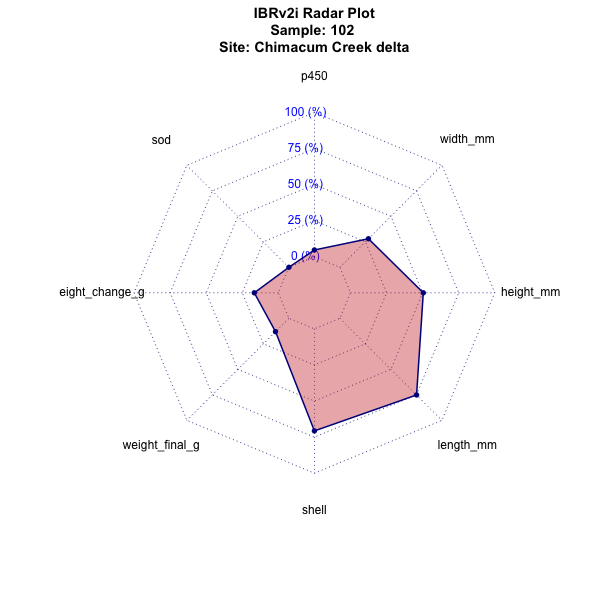 IBRv2i Radar Plot
Sample: 102
Site: Chimacum Creek delta
p450
100 (%)
sod
width_mm
75 (%)
50 (%)
25 (%)
0 (%)
eight_change_g
height_mm
weight_final_g
length_mm
shell